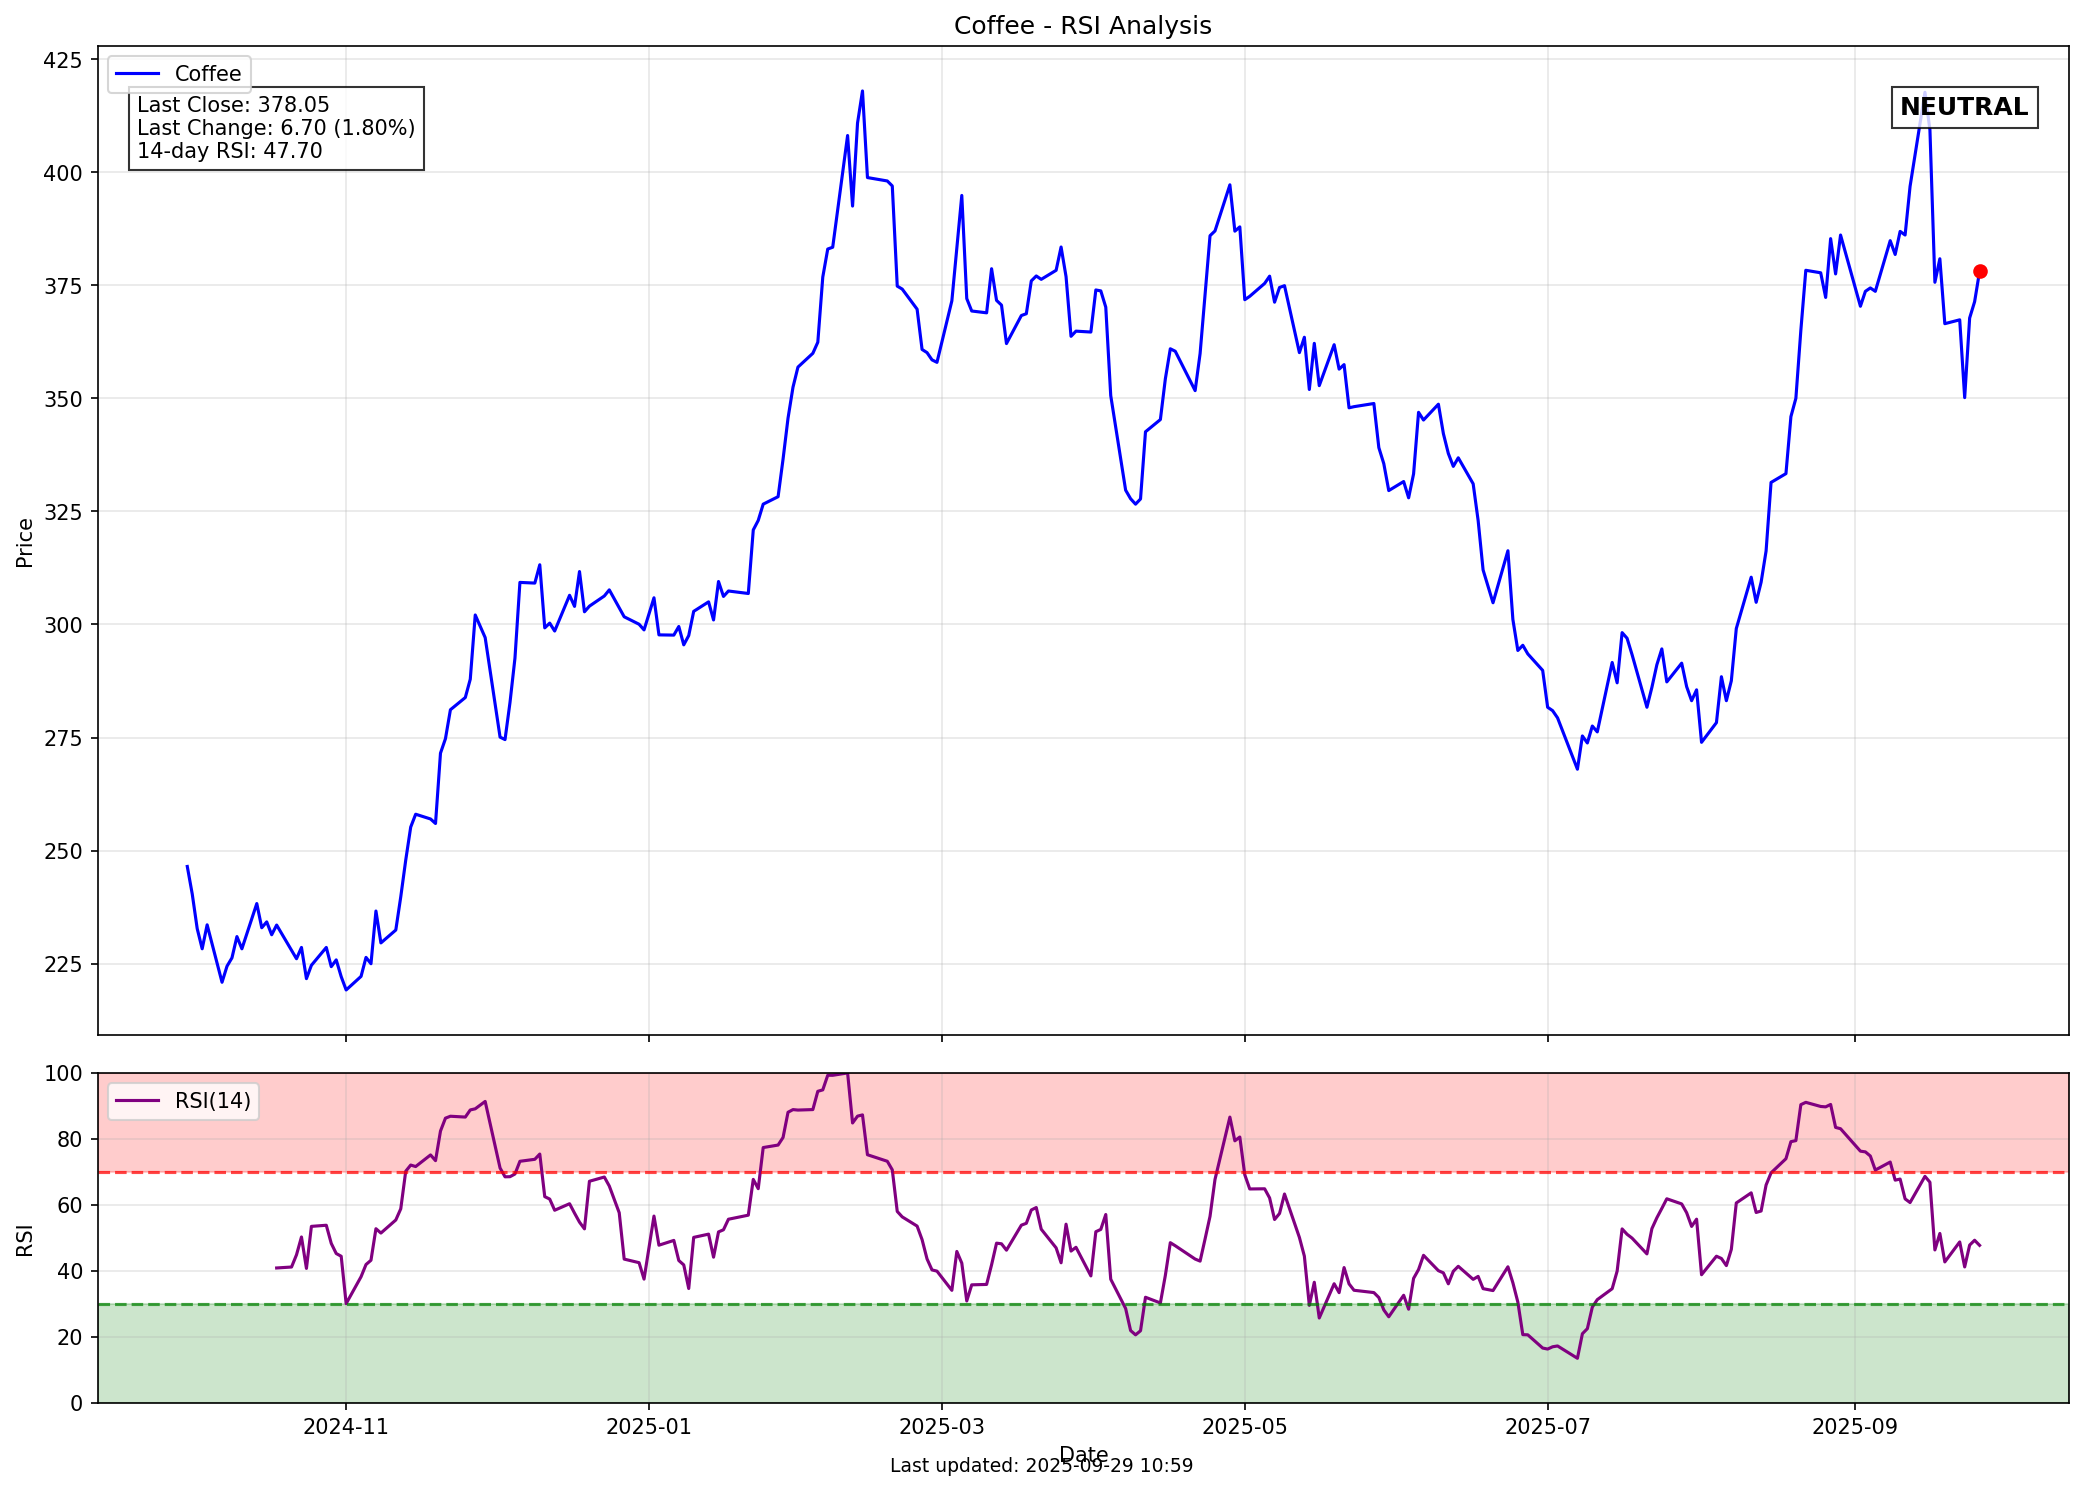 Coffee - RSI Analysis
425
400
375
350
325
300
275
250
225
Price
Coffee
Last Close: 378.05
Last Change: 6.70 (1.80%)
14-day RSI: 47.70
NEUTRAL
100
80
60
40
20
0
RSI
RSI(14)
2024-11
2025-01
2025-03
2025-05
2025-07
2025-09
Date
Last updated: 2025-09-29 10:59